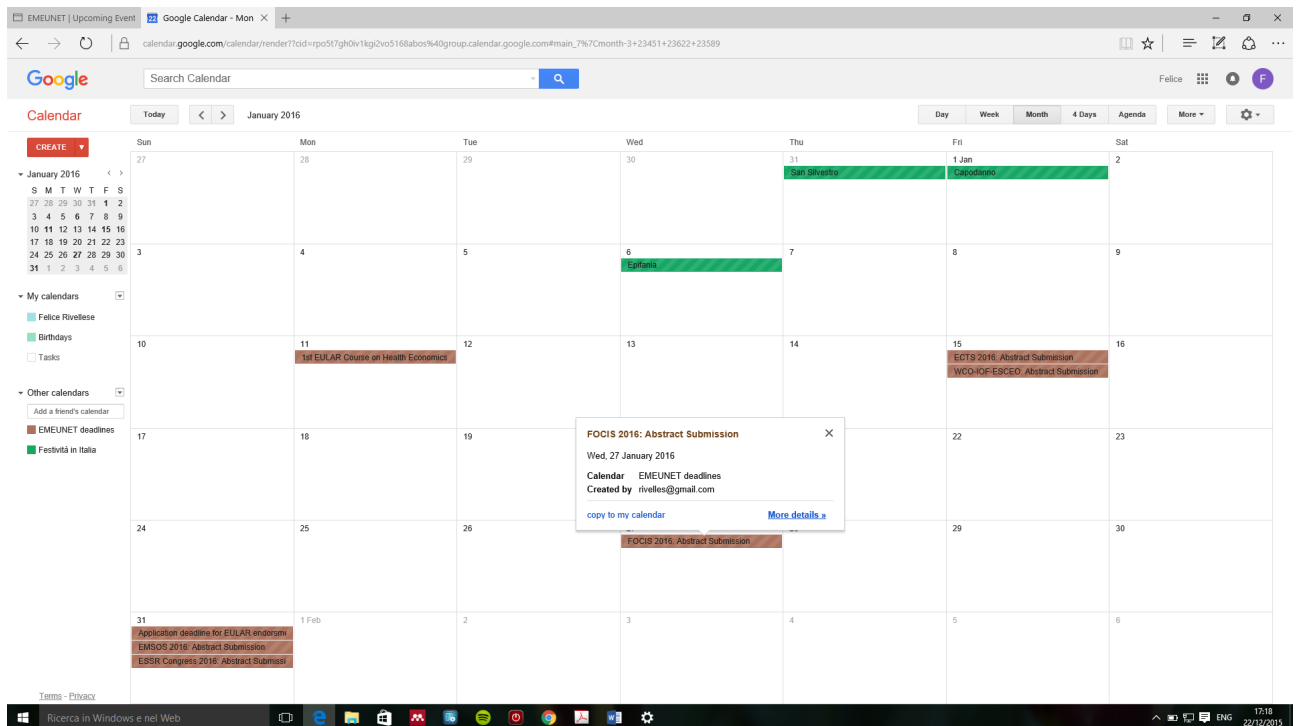 EMEUNET | Upcoming Event
22 Google Calendar - Mon
calendar.google.com/calendar/render??cid=rpo5t7gh0iv1kgi2vo5168abos%40group.calendar.google.com#main_7%7Cmonth-3+23451+23622+23589
Google
Search Calendar
Felice
F
Calendar
Today
January 2016
Day Week Month 4 Days Agenda
More
CREATE
January 2016
S M T W T F S
27 28 29 30 31 1 2
3 4 5 6 7 8 9
10 11 12 13 14 15 16
17 18 19 20 21 22 23
24 25 26 27 28 29 30
31 1 2 3 4 5 6
My calendars
Felice Rivellese
Birthdays
Tasks
Other calendars
Add a friend's calendar
EMEUNET deadlines
Festività in Italia
Terms - Privacy
Sun Mon Tue Wed Thu Fri Sat
27 28 29 30 31 1 Jan 2
San Silvestro
Capodanno
3 4 5 6 7 8 9
Epifania
10 11 12 13 14 15 16
1st EULAR Course on Health Economics
ECTS 2016: Abstract Submission
WCO-IOF-ESCEO: Abstract Submission
17 18 19 22 23
FOCIS 2016: Abstract Submission
Wed, 27 January 2016
Calendar EMEUNET deadlines
Created by rivelles@gmail.com
copy to my calendar
More details »
24 25 26 29 30
FOCIS 2016: Abstract Submission
31 1 Feb 2 3 4 5 6
Application deadline for EULAR endorsme
EMSOS 2016: Abstract Submission
ESSR Congress 2016: Abstract Submissi
Ricerca in Windows e nel Web
ENG
17:18
22/12/2015